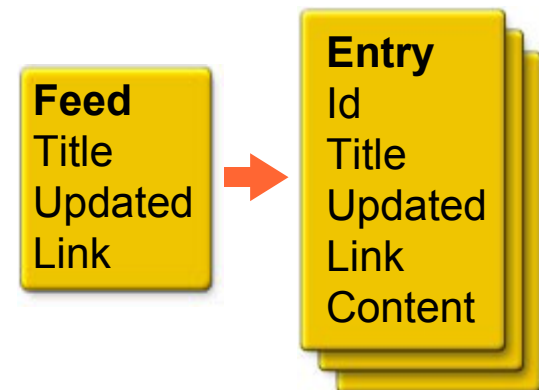 Feed
Title
Updated
Link
Entry
Id
Title
Updated
Link
Content